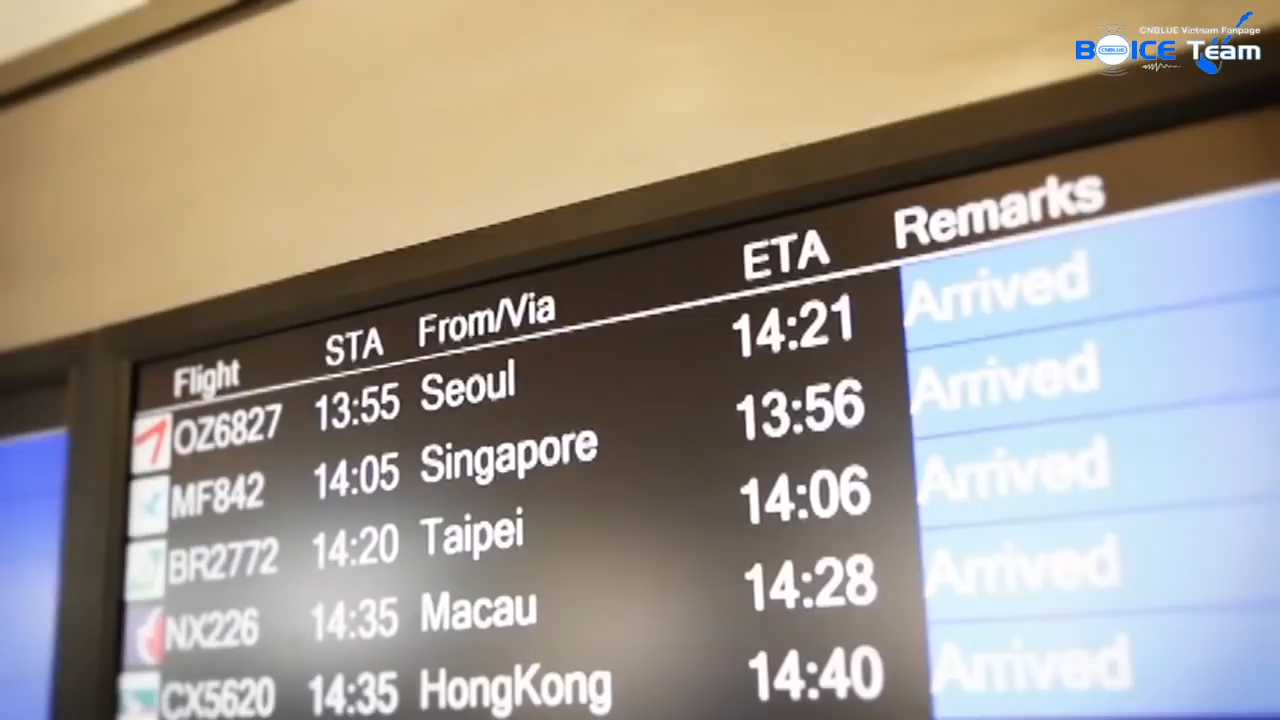 CNBLUE Vietnam Fanpage
BOICE Team
CNBLUE
Flight STA From/Via ETA Remarks
OZ6827 13:55 Seoul 14:21 Arrived
MF842 14:05 Singapore 13:56 Arrived
BR2772 14:20 Taipei 14:06 Arrived
NX226 14:35 Macau 14:28 Arrived
CX5620 14:35 HongKong 14:40 Arrived